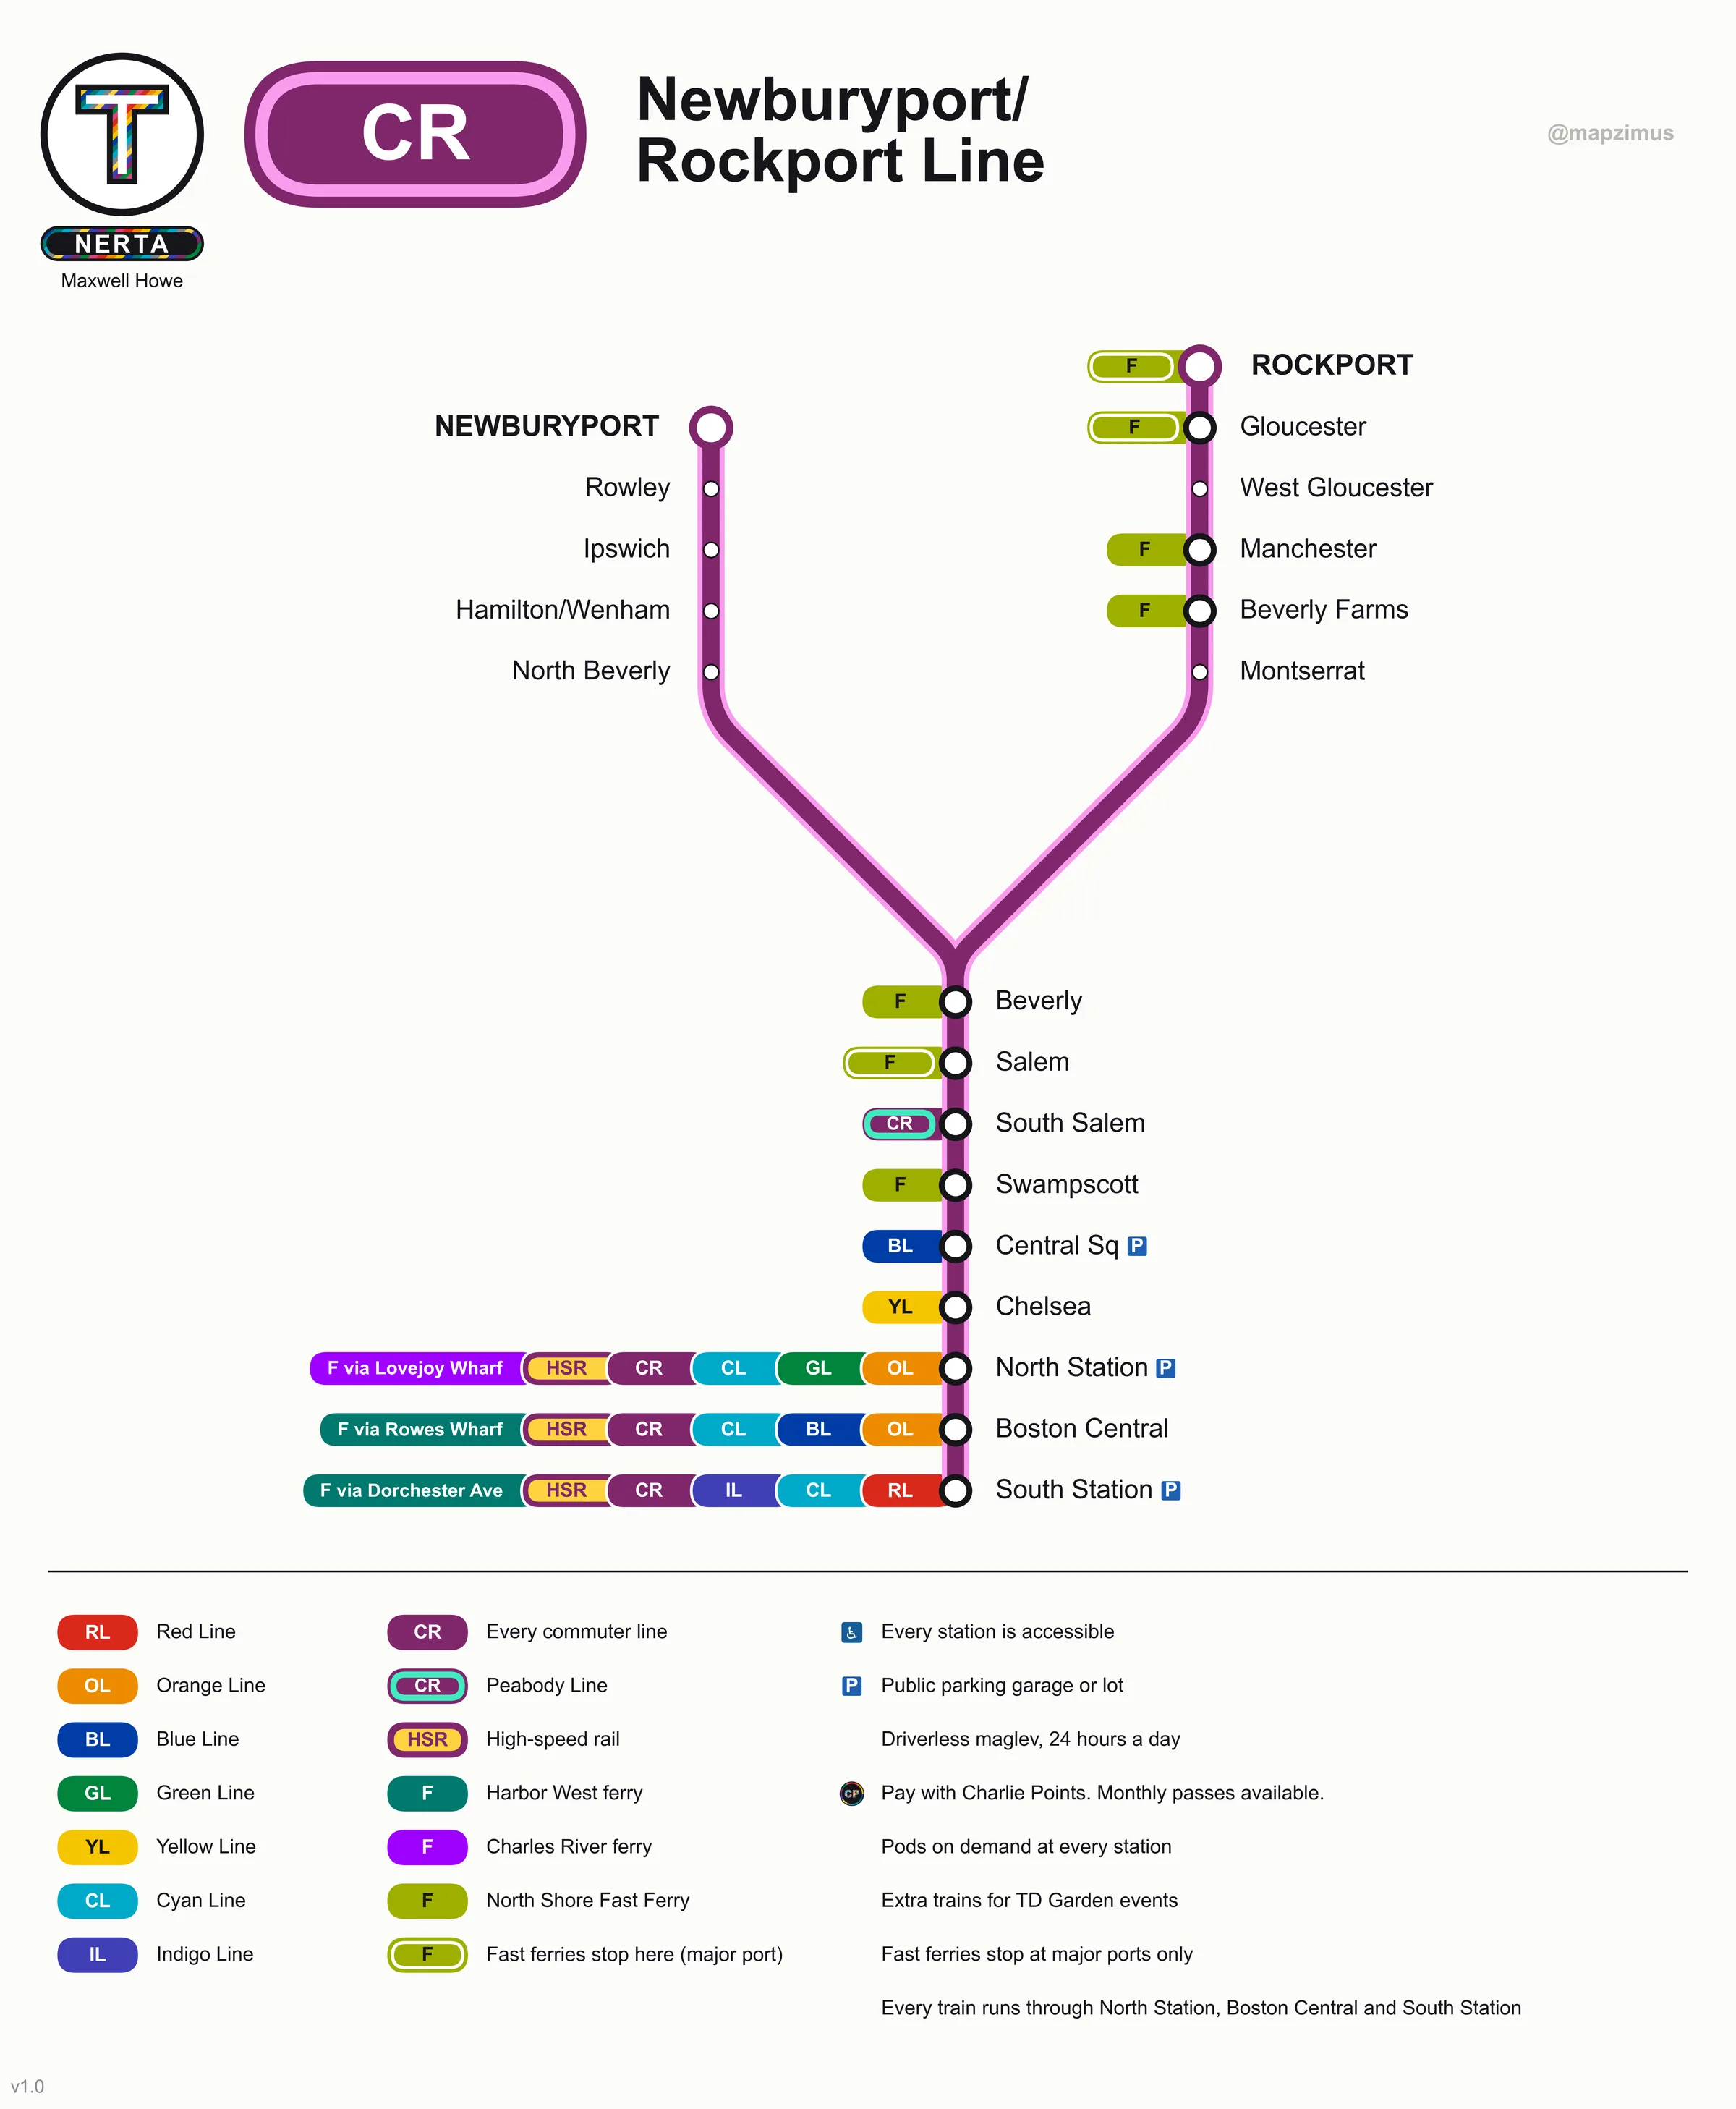 T
NERTA
Maxwell Howe
CR
Newburyport/
Rockport Line
@mapzimus
F
ROCKPORT
NEWBURYPORT
F
Gloucester
Rowley
West Gloucester
Ipswich
F
Manchester
Hamilton/Wenham
F
Beverly Farms
North Beverly
Montserrat
F
Beverly
F
Salem
CR
South Salem
F
Swampscott
BL
Central Sq P
YL
Chelsea
F via Lovejoy Wharf HSR CR CL GL OL
North Station P
F via Rowes Wharf HSR CR CL BL OL
Boston Central
F via Dorchester Ave HSR CR IL CL RL
South Station P
RL Red Line
OL Orange Line
BL Blue Line
GL Green Line
YL Yellow Line
CL Cyan Line
IL Indigo Line
CR Every commuter line
CR Peabody Line
HSR High-speed rail
F Harbor West ferry
F Charles River ferry
F North Shore Fast Ferry
F Fast ferries stop here (major port)
Every station is accessible
P Public parking garage or lot
Driverless maglev, 24 hours a day
CP Pay with Charlie Points. Monthly passes available.
Pods on demand at every station
Extra trains for TD Garden events
Fast ferries stop at major ports only
Every train runs through North Station, Boston Central and South Station
v1.0